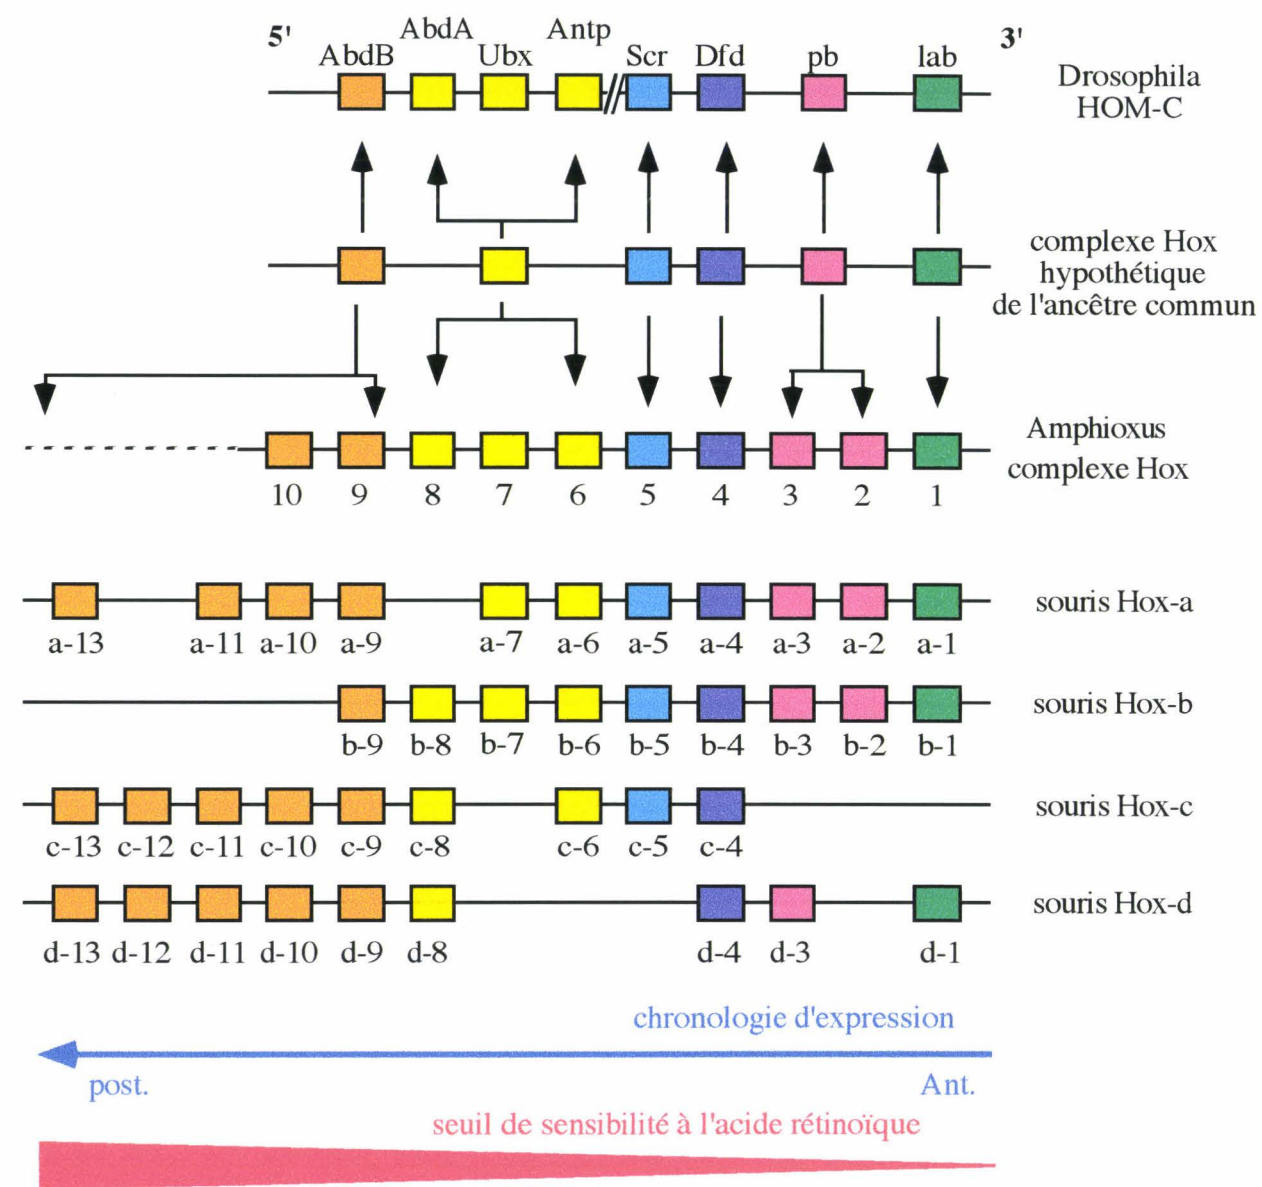 5' AbdA Antp 3'
AbdB Ubx Scr Dfd pb lab
Drosophila
HOM-C
complexe Hox
hypothétique
de l'ancêtre commun
Amphioxus
complexe Hox
10 9 8 7 6 5 4 3 2 1
souris Hox-a
a-13 a-11 a-10 a-9 a-7 a-6 a-5 a-4 a-3 a-2 a-1
souris Hox-b
b-9 b-8 b-7 b-6 b-5 b-4 b-3 b-2 b-1
souris Hox-c
c-13 c-12 c-11 c-10 c-9 c-8 c-6 c-5 c-4
souris Hox-d
d-13 d-12 d-11 d-10 d-9 d-8 d-4 d-3 d-1
chronologie d'expression
post. Ant.
seuil de sensibilité à l'acide rétinoïque